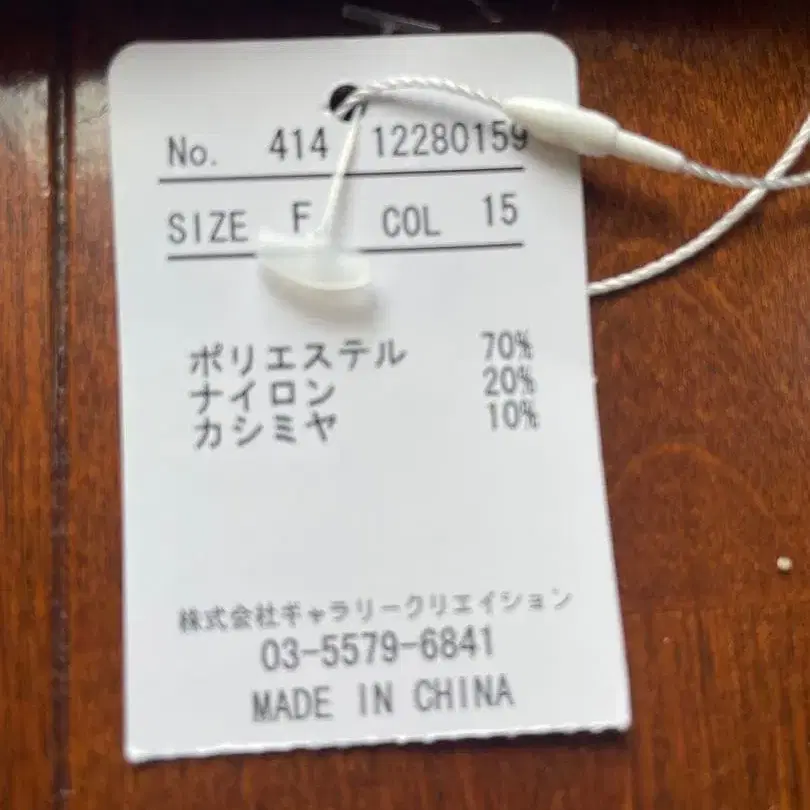 No. 414 12280159
SIZE F COL 15
ポリエステル 70%
ナイロン 20%
カシミヤ 10%
株式会社ギャラリークリエイション
03-5579-6841
MADE IN CHINA